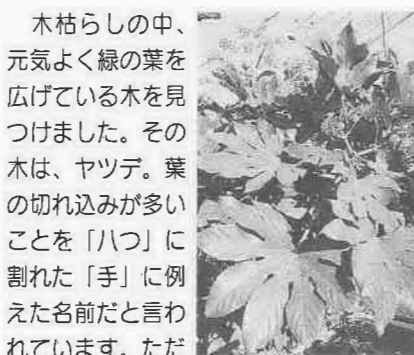 木枯らしの中、
元気よく緑の葉を
広げている木を見
つけました。その
木は、ヤツデ。葉
の切れ込みが多い
ことを「八つ」に
割れた「手」に例
えた名前だと言わ
れています。ただ